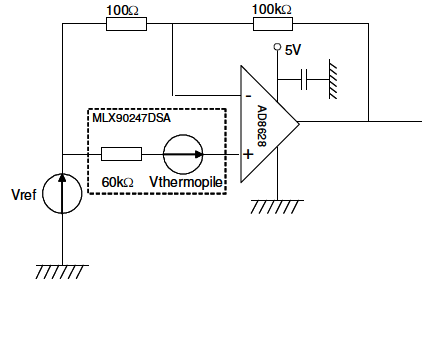 100Ω
100kΩ
5V
MLX90247DSA
-
AD8628
+
60kΩ
Vthermopile
Vref